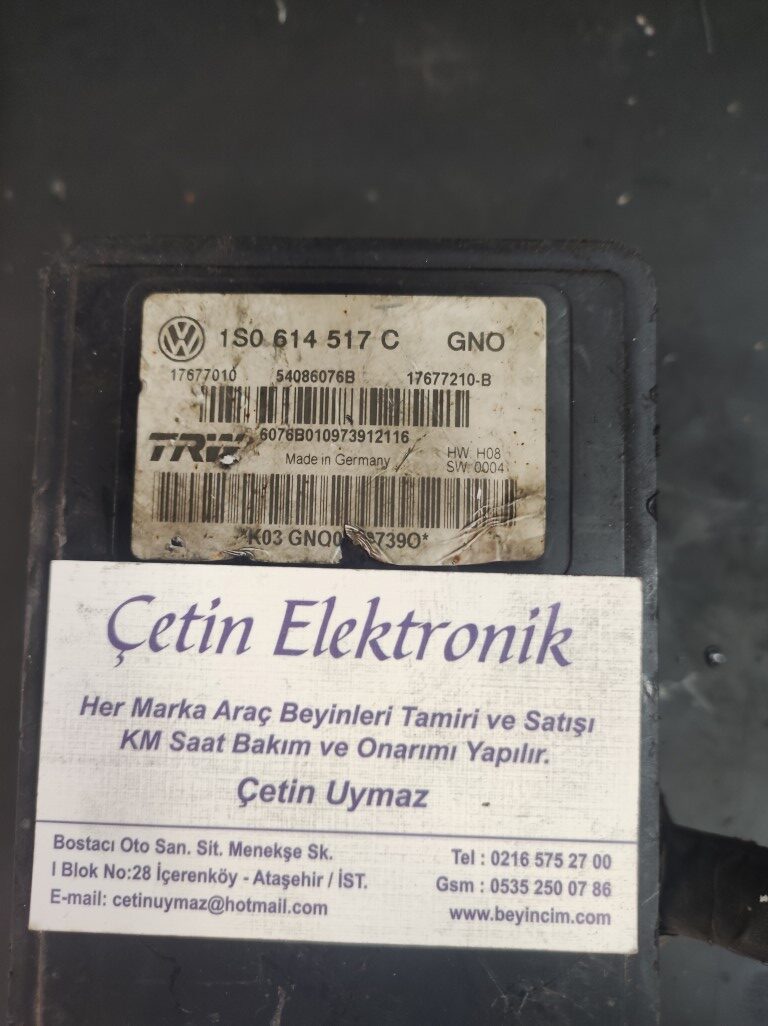 1S0 614 517 C GNO
17677010 54086076B 17677210-B
6076B010973912116
TRW Made in Germany HW. H08
SW. 0004
Çetin Elektronik
Her Marka Araç Beyinleri Tamiri ve Satışı
KM Saat Bakım ve Onarımı Yapılır.
Çetin Uymaz
Bostacı Oto San. Sit. Menekşe Sk.
I Blok No:28 İçerenköy - Ataşehir / İST.
E-mail: cetinuymaz@hotmail.com
Tel : 0216 575 27 00
Gsm : 0535 250 07 86
www.beyincim.com